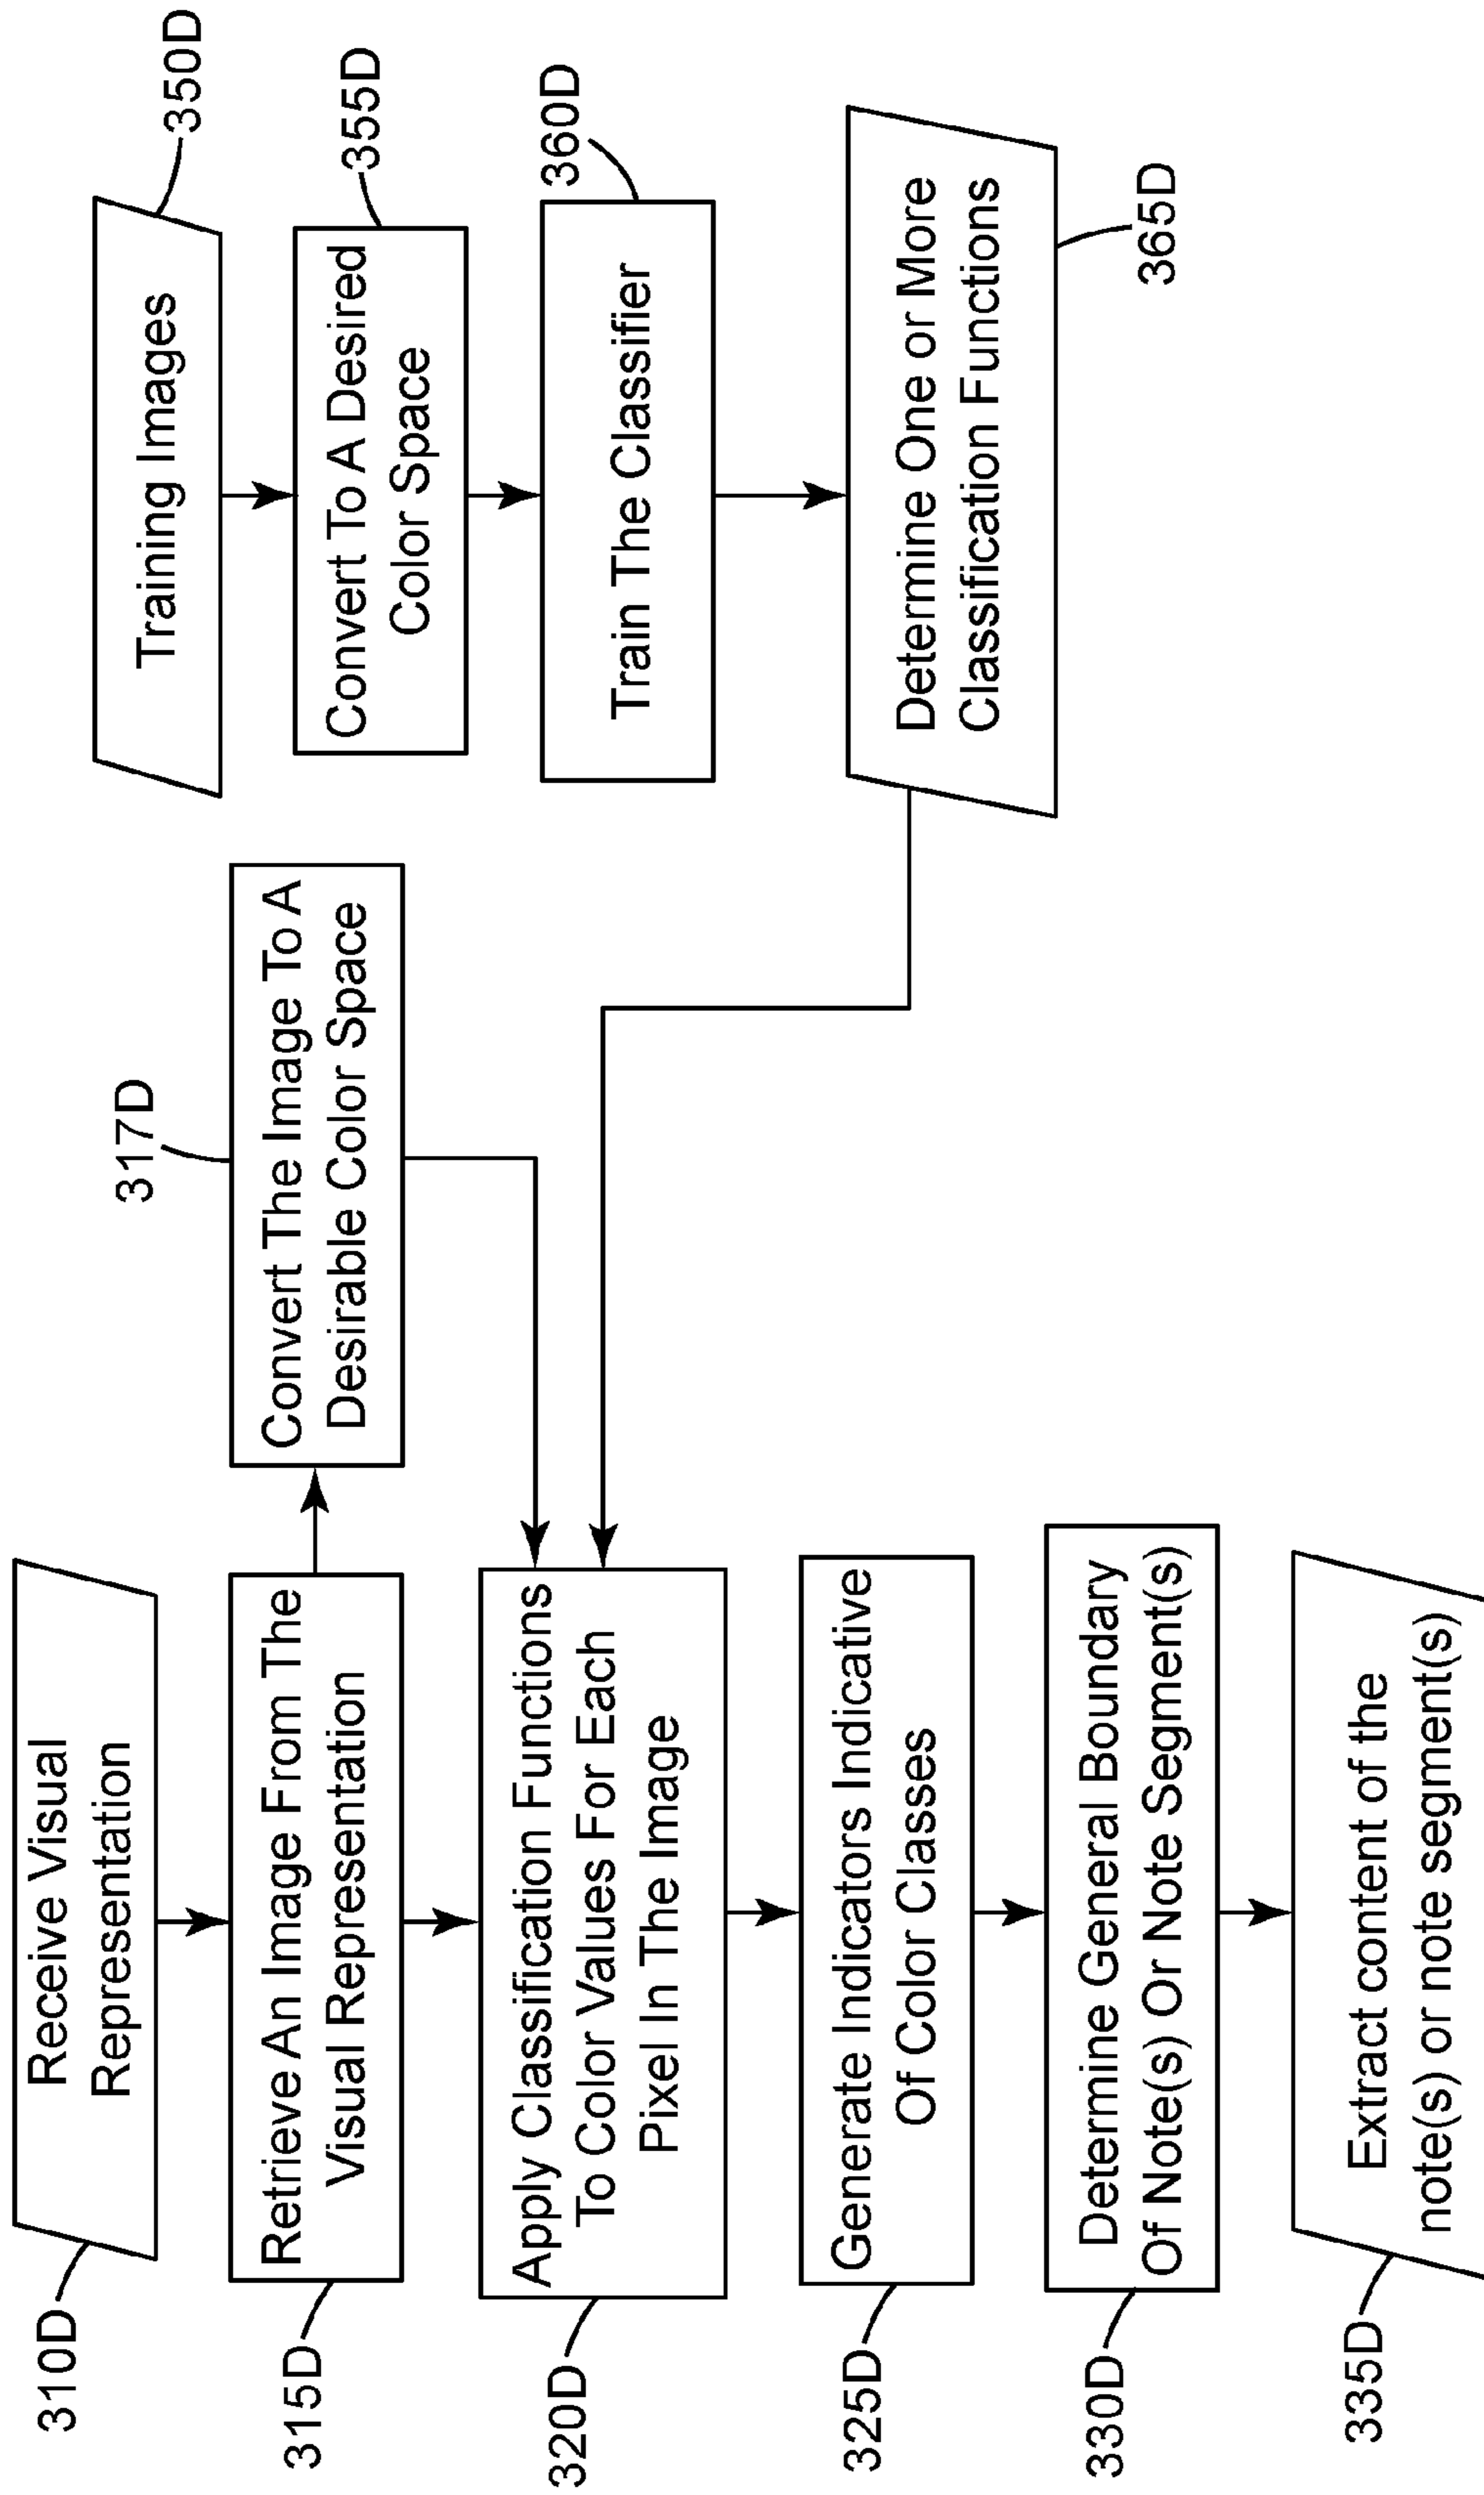 310D
Receive Visual
Representation
315D
Retrieve An Image From The
Visual Representation
317D
Convert The Image To A
Desirable Color Space
320D
Apply Classification Functions
To Color Values For Each
Pixel In The Image
325D
Generate Indicators Indicative
Of Color Classes
330D
Determine General Boundary
Of Note(s) Or Note Segment(s)
335D
Extract content of the
note(s) or note segment(s)
Training Images
350D
Convert To A Desired
Color Space
355D
Train The Classifier
360D
Determine One or More
Classification Functions
365D